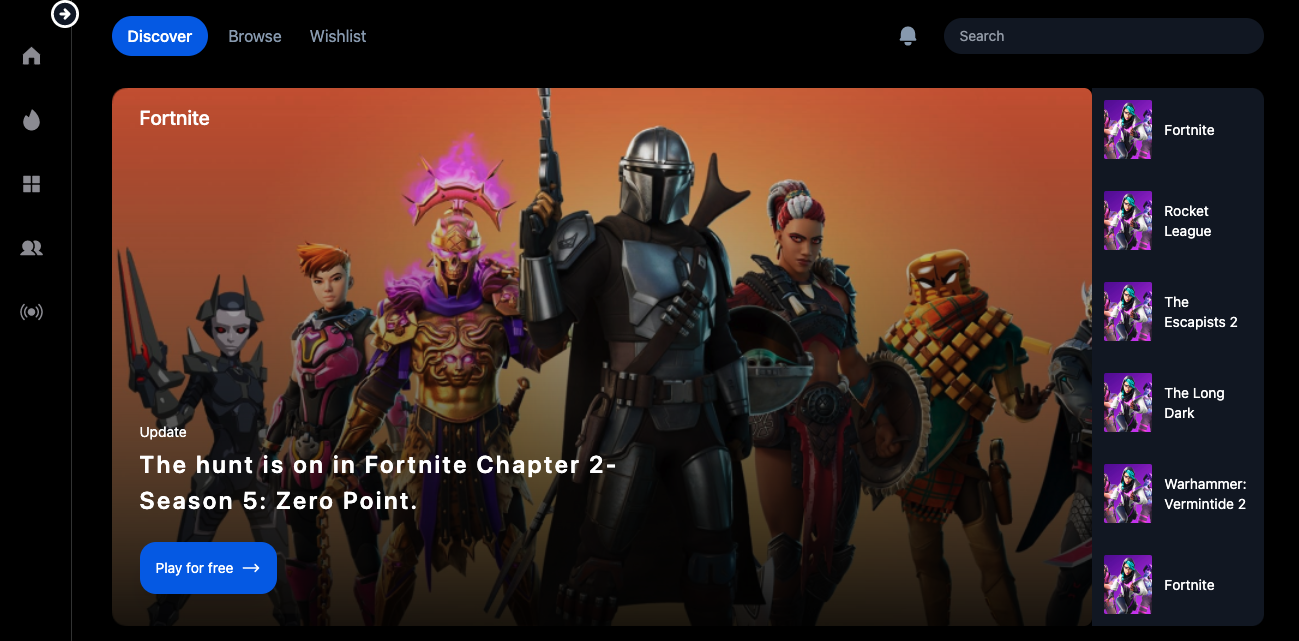 Discover
Browse
Wishlist
Search
Fortnite
Update
The hunt is on in Fortnite Chapter 2-
Season 5: Zero Point.
Play for free
Fortnite
Rocket
League
The
Escapists 2
The Long
Dark
Warhammer:
Vermintide 2
Fortnite